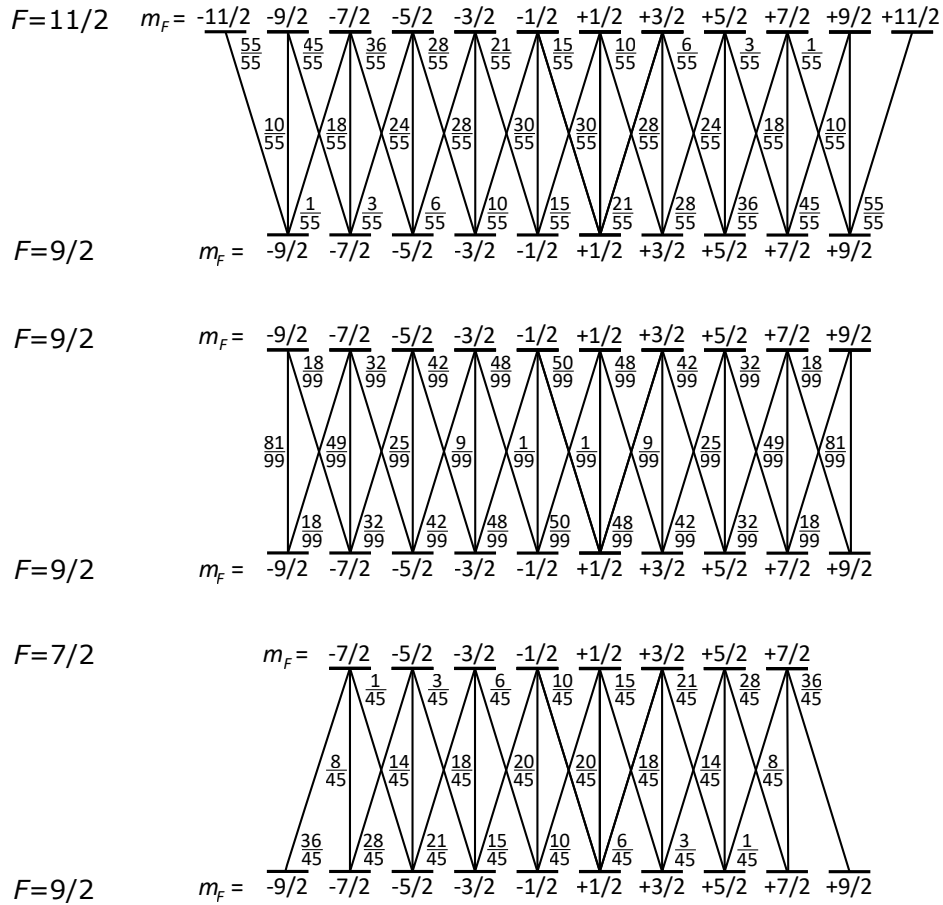 F=11/2 m_F = -11/2 -9/2 -7/2 -5/2 -3/2 -1/2 +1/2 +3/2 +5/2 +7/2 +9/2 +11/2
55/55 45/55 36/55 28/55 21/55 15/55 10/55 6/55 3/55 1/55
10/55 18/55 24/55 28/55 30/55 30/55 28/55 24/55 18/55 10/55
1/55 3/55 6/55 10/55 15/55 21/55 28/55 36/55 45/55 55/55
F=9/2 m_F = -9/2 -7/2 -5/2 -3/2 -1/2 +1/2 +3/2 +5/2 +7/2 +9/2
F=9/2 m_F = -9/2 -7/2 -5/2 -3/2 -1/2 +1/2 +3/2 +5/2 +7/2 +9/2
18/99 32/99 42/99 48/99 50/99 48/99 42/99 32/99 18/99
81/99 49/99 25/99 9/99 1/99 1/99 9/99 25/99 49/99 81/99
18/99 32/99 42/99 48/99 50/99 48/99 42/99 32/99 18/99
F=9/2 m_F = -9/2 -7/2 -5/2 -3/2 -1/2 +1/2 +3/2 +5/2 +7/2 +9/2
F=7/2 m_F = -7/2 -5/2 -3/2 -1/2 +1/2 +3/2 +5/2 +7/2
1/45 3/45 6/45 10/45 15/45 21/45 28/45 36/45
8/45 14/45 18/45 20/45 20/45 18/45 14/45 8/45
36/45 28/45 21/45 15/45 10/45 6/45 3/45 1/45
F=9/2 m_F = -9/2 -7/2 -5/2 -3/2 -1/2 +1/2 +3/2 +5/2 +7/2 +9/2